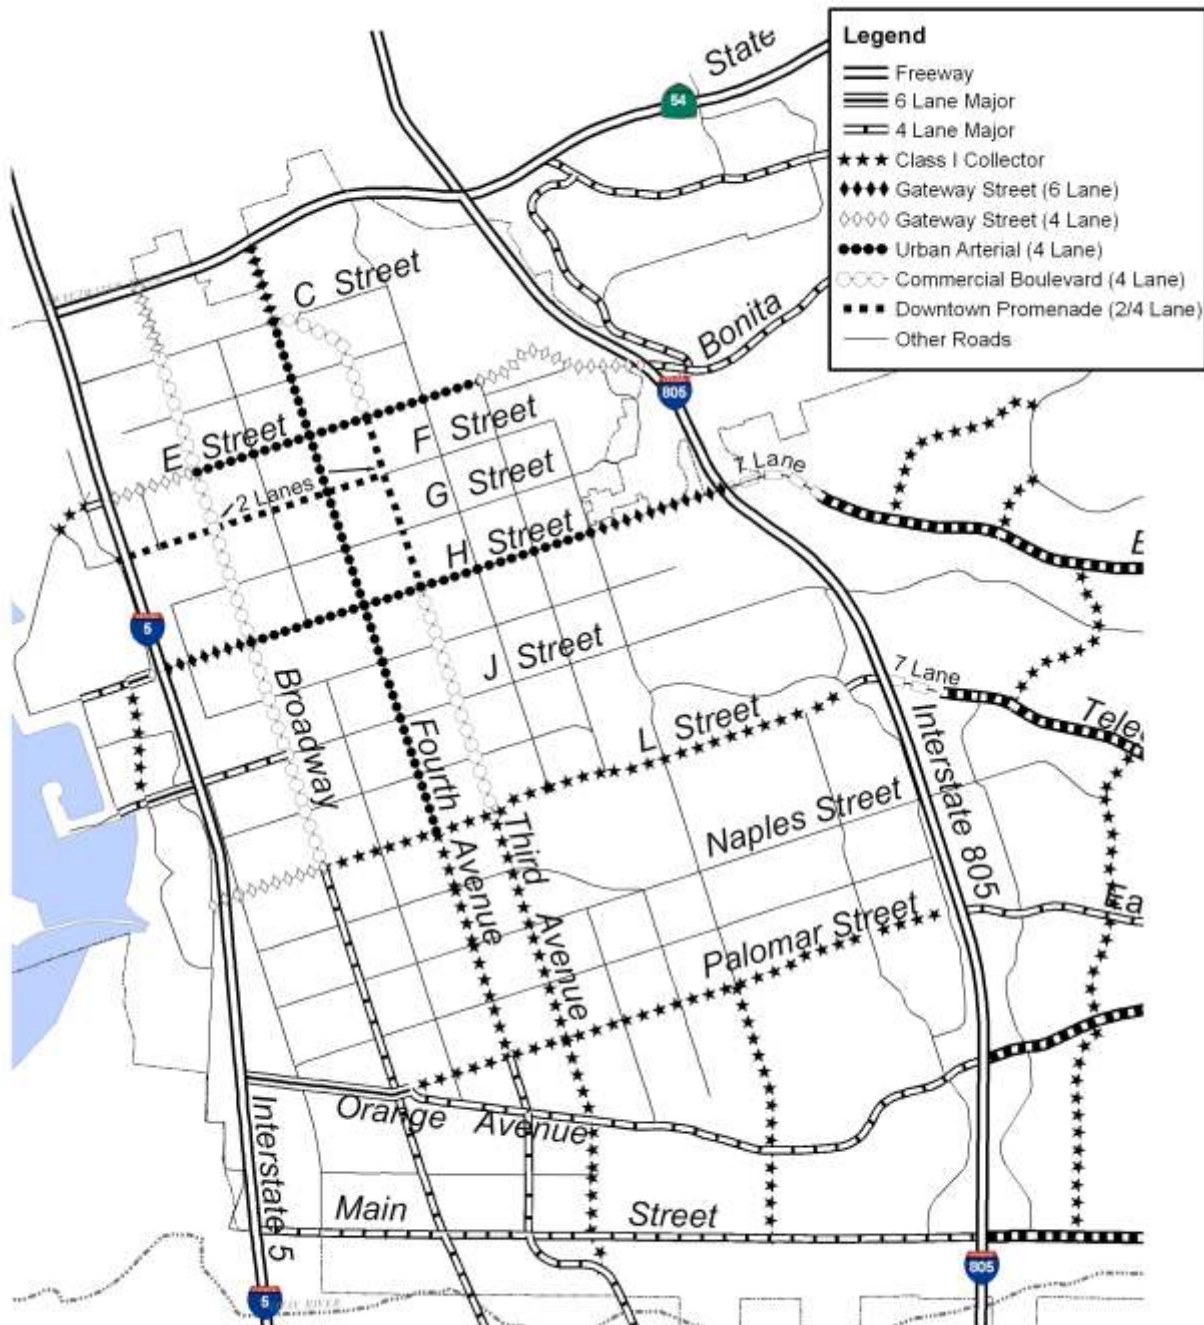 Legend
Freeway
6 Lane Major
4 Lane Major
Class I Collector
Gateway Street (6 Lane)
Gateway Street (4 Lane)
Urban Arterial (4 Lane)
Commercial Boulevard (4 Lane)
Downtown Promenade (2/4 Lane)
Other Roads
State
54
C Street
Bonita
805
E Street
F Street
2 Lanes
G Street
7 Lane
H Street
E
5
J Street
7 Lane
Broadway
Fourth
Avenue
L Street
Interstate 805
Tele
Third
Avenue
Naples Street
Palomar Street
Ea
Orange Avenue
Interstate 5
Main Street
805
5
RIVER